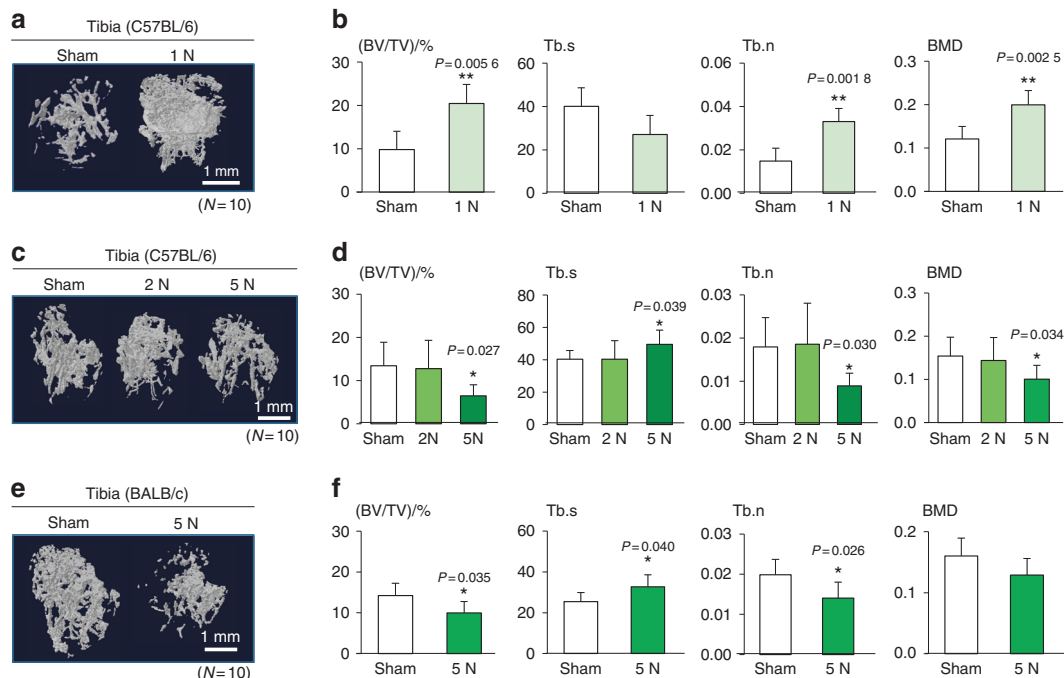 a
Tibia (C57BL/6)
Sham 1 N
1 mm
(N=10)
b
(BV/TV)/%
30
20
10
0
P=0.005 6
**
Sham 1 N
Tb.s
60
40
20
0
Sham 1 N
Tb.n
0.06
0.04
0.02
0.00
P=0.001 8
**
Sham 1 N
BMD
0.3
0.2
0.1
0.0
P=0.002 5
**
Sham 1 N
c
Tibia (C57BL/6)
Sham 2 N 5 N
1 mm
(N=10)
d
(BV/TV)/%
30
20
10
0
P=0.027
*
Sham 2N 5N
Tb.s
80
60
40
20
0
P=0.039
*
Sham 2 N 5 N
Tb.n
0.03
0.02
0.01
0.00
P=0.030
*
Sham 2 N 5 N
BMD
0.3
0.2
0.1
0.0
P=0.034
*
Sham 2 N 5 N
e
Tibia (BALB/c)
Sham 5 N
1 mm
(N=10)
f
(BV/TV)/%
30
20
10
0
P=0.035
*
Sham 5 N
Tb.s
60
40
20
0
P=0.040
*
Sham 5 N
Tb.n
0.03
0.02
0.01
0.00
P=0.026
*
Sham 5 N
BMD
0.2
0.1
0.0
Sham 5 N